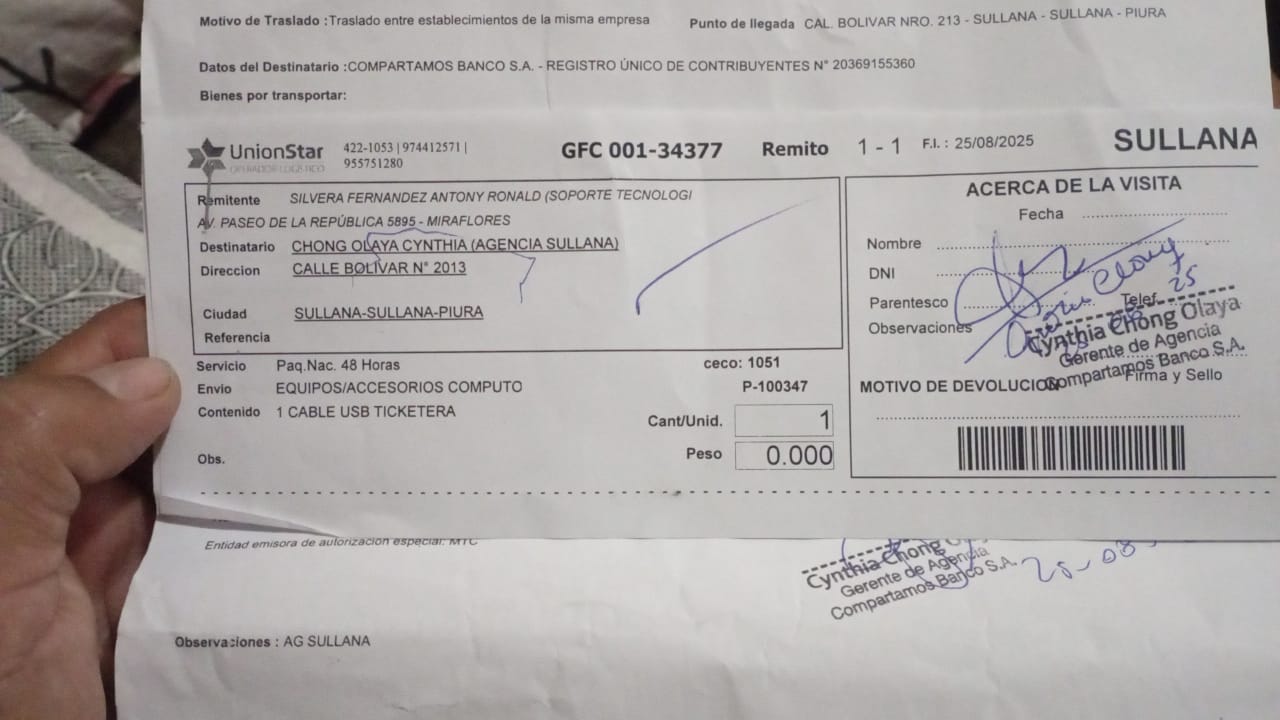 Motivo de Traslado :Traslado entre establecimientos de la misma empresa
Punto de llegada CAL. BOLIVAR NRO. 213 - SULLANA - SULLANA - PIURA
Datos del Destinatario :COMPARTAMOS BANCO S.A. - REGISTRO ÚNICO DE CONTRIBUYENTES N° 20369155360
Bienes por transportar:
UnionStar
OPERADOR LOGISTICO
422-1053 | 974412571 |
955751280
GFC 001-34377 Remito 1 - 1 F.I. : 25/08/2025 SULLANA
Remitente SILVERA FERNANDEZ ANTONY RONALD (SOPORTE TECNOLOGI
AV. PASEO DE LA REPÚBLICA 5895 - MIRAFLORES
Destinatario CHONG OLAYA CYNTHIA (AGENCIA SULLANA)
Direccion CALLE BOLIVAR N° 2013
Ciudad SULLANA-SULLANA-PIURA
Referencia
Servicio Paq.Nac. 48 Horas ceco: 1051
Envio EQUIPOS/ACCESORIOS COMPUTO P-100347
Contenido 1 CABLE USB TICKETERA
Cant/Unid. 1
Obs.
Peso 0.000
ACERCA DE LA VISITA
Fecha
Nombre
DNI
Parentesco Telef
Observaciones
Chong
25
Cynthia Chong Olaya
Gerente de Agencia
Compartamos Banco S.A.
Firma y Sello
MOTIVO DE DEVOLUCION
Entidad emisora de autorización especial: MTC
Cynthia Chong
Gerente de Agencia
Compartamos Banco S.A.
25-08-
Observaciones : AG SULLANA